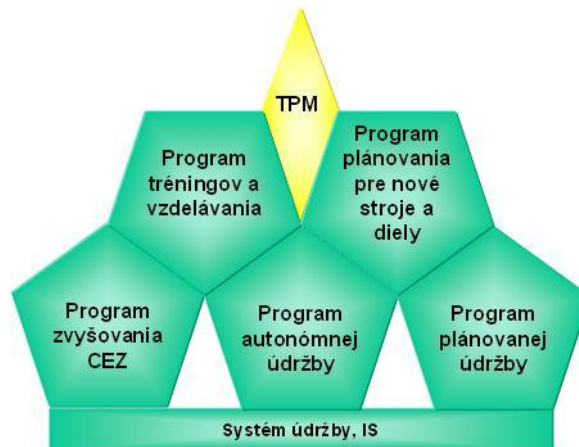 TPM
Program
tréningov a
vzdelávania
Program
plánovania
pre nové
stroje a
diely
Program
zvyšovania
CEZ
Program
autonómnej
údržby
Program
plánovanej
údržby
Systém údržby, IS